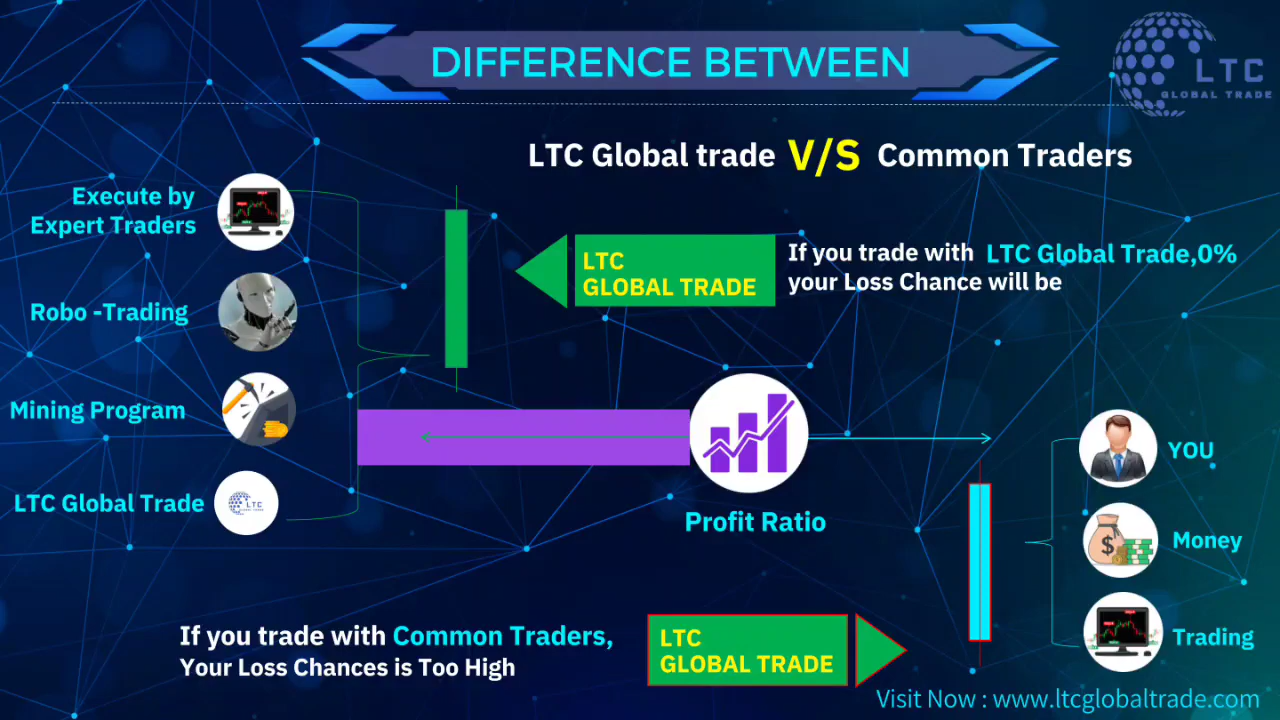 DIFFERENCE BETWEEN
LTC
GLOBAL TRADE
LTC Global trade V/S Common Traders
Execute by
Expert Traders
Robo -Trading
Mining Program
LTC Global Trade
LTC
LTC
GLOBAL TRADE
If you trade with LTC Global Trade,0%
your Loss Chance will be
Profit Ratio
YOU
Money
Trading
If you trade with Common Traders,
Your Loss Chances is Too High
LTC
GLOBAL TRADE
Visit Now : www.ltcglobaltrade.com